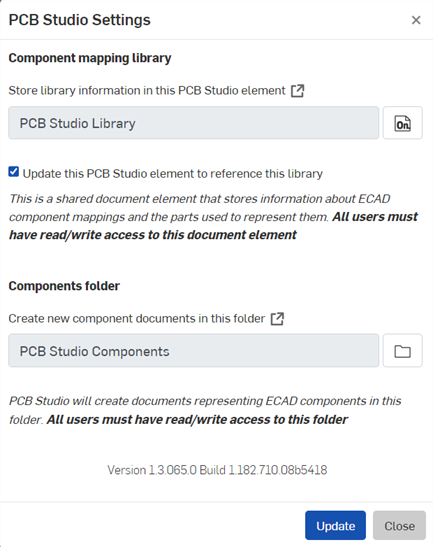 PCB Studio Settings
×
Component mapping library
Store library information in this PCB Studio element
PCB Studio Library
On
Update this PCB Studio element to reference this library
This is a shared document element that stores information about ECAD
component mappings and the parts used to represent them. All users must
have read/write access to this document element
Components folder
Create new component documents in this folder
PCB Studio Components
PCB Studio will create documents representing ECAD components in this
folder. All users must have read/write access to this folder
Version 1.3.065.0 Build 1.182.710.08b5418
Update
Close